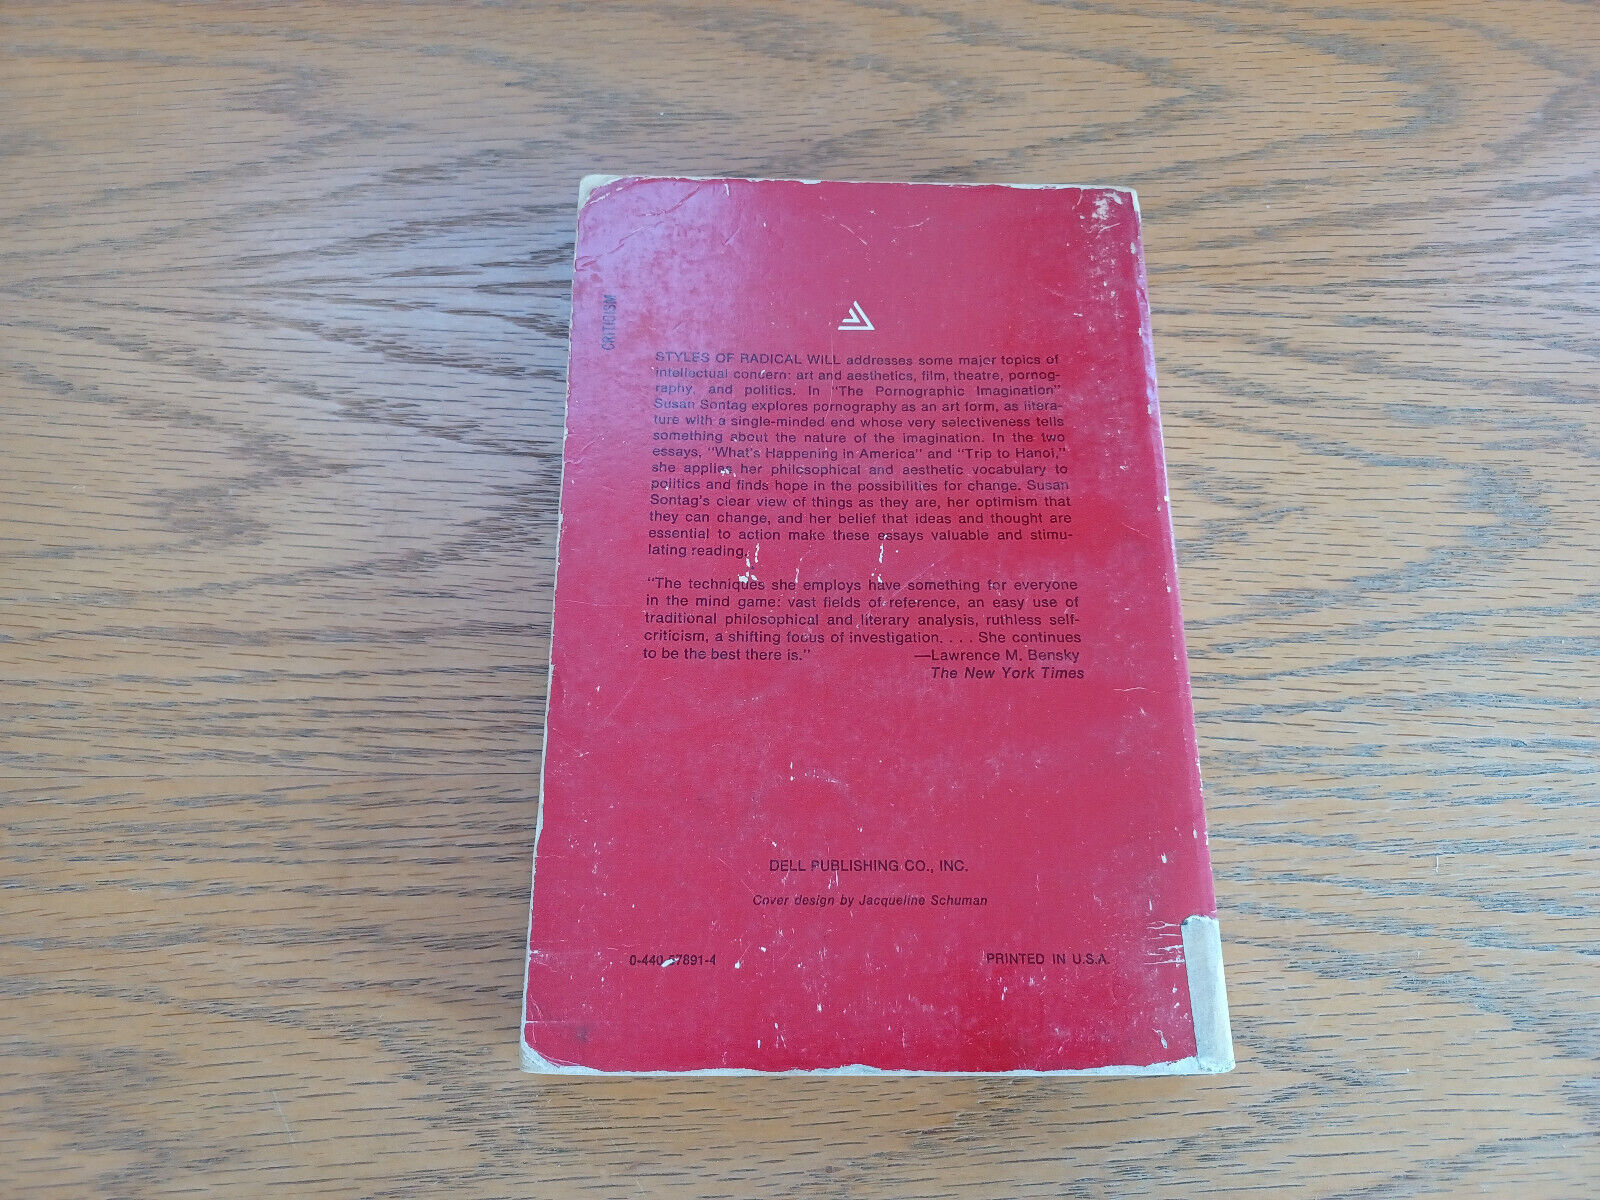 CRITICISM
STYLES OF RADICAL WILL addresses some major topics of
intellectual concern: art and aesthetics, film, theatre, pornog-
raphy, and politics. In "The Pornographic Imagination"
Susan Sontag explores pornography as an art form, as litera-
ture with a single-minded end whose very selectiveness tells
something about the nature of the imagination. In the two
essays, "What's Happening in America" and "Trip to Hanoi,"
she applies her philosophical and aesthetic vocabulary to
politics and finds hope in the possibilities for change. Susan
Sontag's clear view of things as they are, her optimism that
they can change, and her belief that ideas and thought are
essential to action make these essays valuable and stimu-
lating reading.
"The techniques she employs have something for everyone
in the mind game: vast fields of reference, an easy use of
traditional philosophical and literary analysis, ruthless self-
criticism, a shifting focus of investigation. . . . She continues
to be the best there is." —Lawrence M. Bensky
The New York Times
DELL PUBLISHING CO., INC.
Cover design by Jacqueline Schuman
0-440-57891-4 PRINTED IN U.S.A.